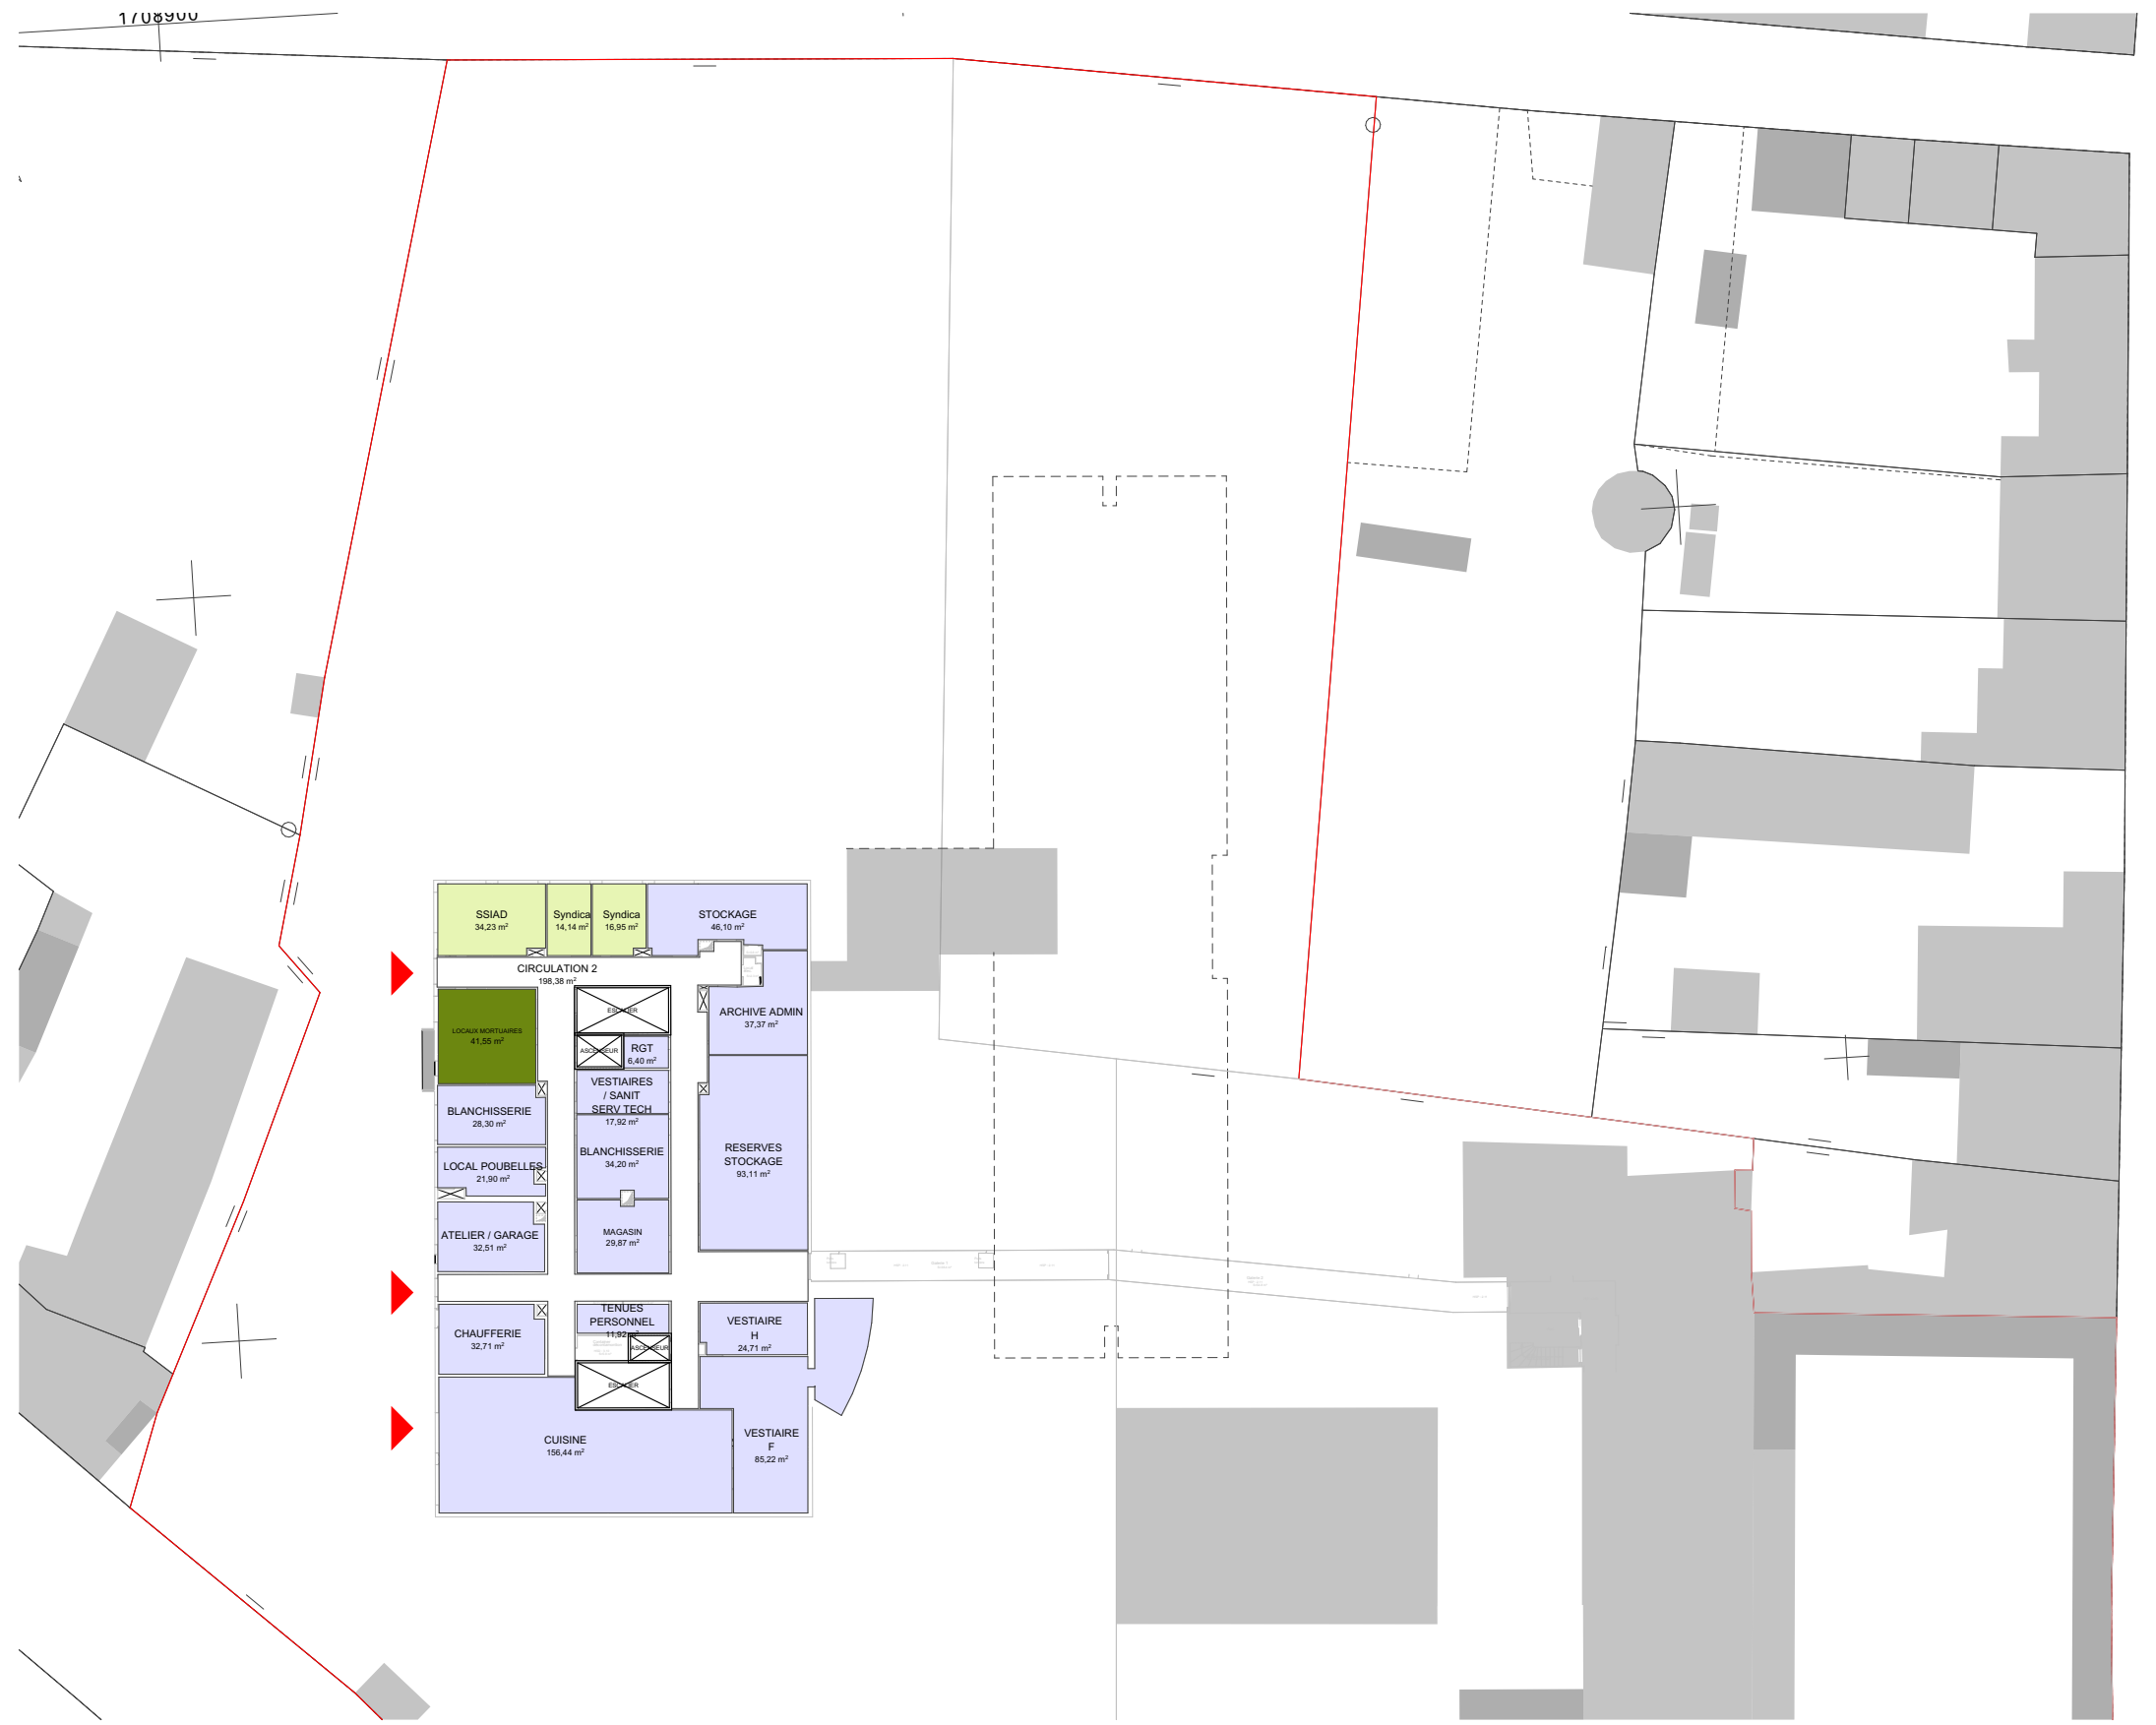 1708900
SSIAD
34,23 m²
Syndica
14,14 m²
Syndica
16,95 m²
STOCKAGE
46,10 m²
CIRCULATION 2
198,38 m²
LOCAUX MORTUAIRES
41,55 m²
ESCALIER
ARCHIVE ADMIN
37,37 m²
ASCENSEUR
RGT
6,40 m²
VESTIAIRES
/ SANIT
SERV TECH
17,92 m²
BLANCHISSERIE
28,30 m²
BLANCHISSERIE
34,20 m²
RESERVES
STOCKAGE
93,11 m²
LOCAL POUBELLES
21,90 m²
ATELIER / GARAGE
32,51 m²
MAGASIN
29,87 m²
TENUES
PERSONNEL
11,92 m²
VESTIAIRE
H
24,71 m²
CHAUFFERIE
32,71 m²
ASCENSEUR
ESCALIER
CUISINE
156,44 m²
VESTIAIRE
F
85,22 m²